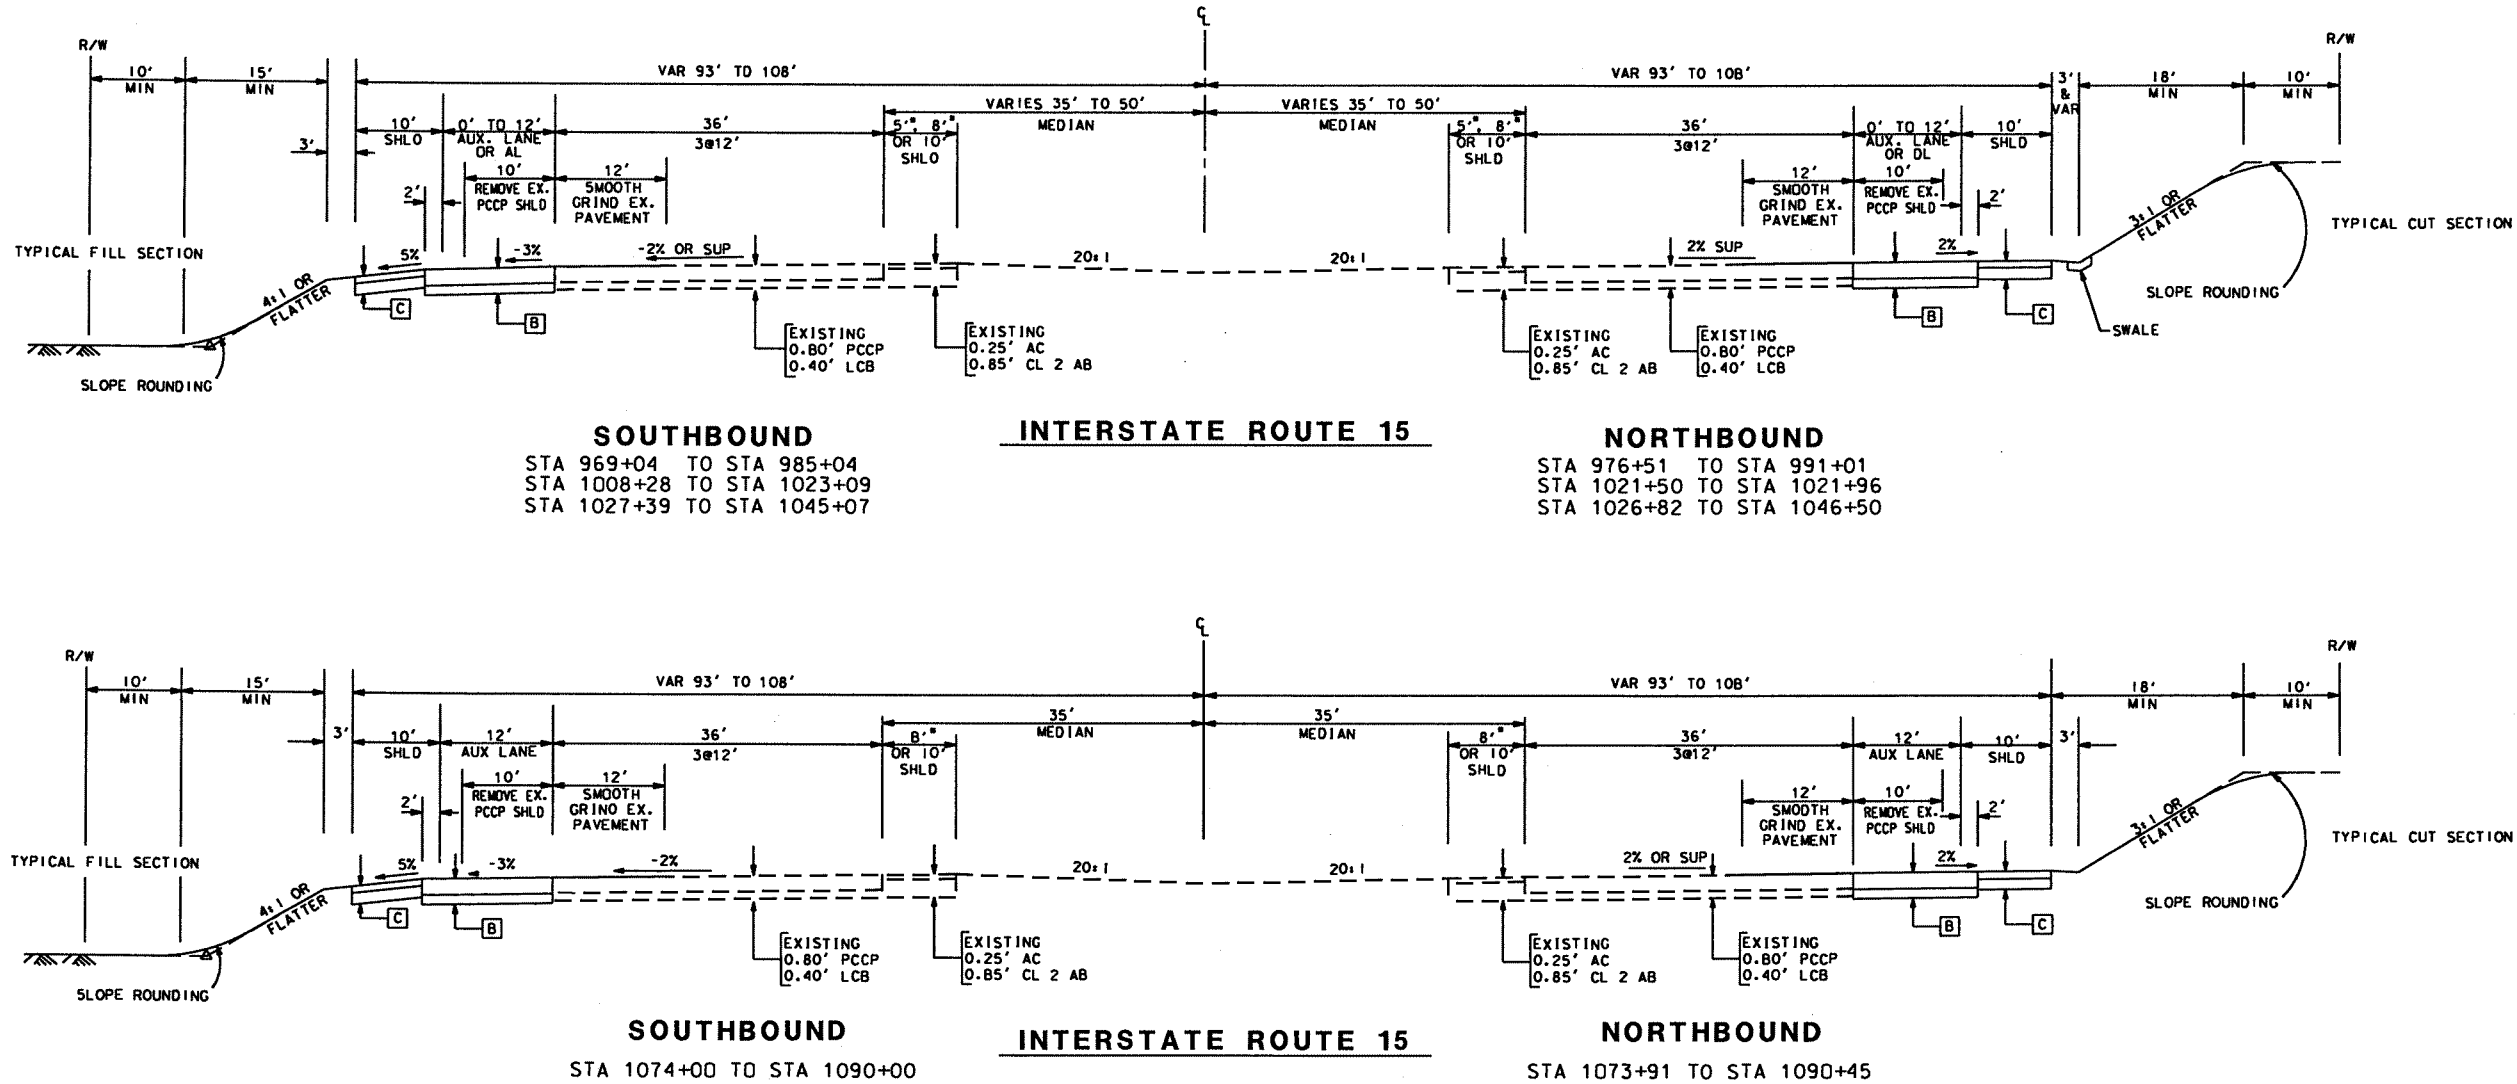 ℄
R/W
R/W
10'
MIN
15'
MIN
VAR 93' TO 108'
VAR 93' TO 108'
3'
&
VAR
18'
MIN
10'
MIN
VARIES 35' TO 50'
MEDIAN
VARIES 35' TO 50'
MEDIAN
3'
10'
SHLD
0' TO 12'
AUX. LANE
OR AL
36'
3@12'
5'*, 8'*
OR 10'
SHLD
5'*, 8'*
OR 10'
SHLD
36'
3@12'
0' TO 12'
AUX. LANE
OR DL
10'
SHLD
2'
10'
REMOVE EX.
PCCP SHLD
12'
SMOOTH
GRIND EX.
PAVEMENT
12'
SMOOTH
GRIND EX.
PAVEMENT
10'
REMOVE EX.
PCCP SHLD
2'
TYPICAL FILL SECTION
4:1 OR
FLATTER
5%
-3%
-2% OR SUP
20:1
20:1
2% SUP
2%
3:1 OR
FLATTER
TYPICAL CUT SECTION
SLOPE ROUNDING
C
B
EXISTING
0.80' PCCP
0.40' LCB
EXISTING
0.25' AC
0.85' CL 2 AB
EXISTING
0.25' AC
0.85' CL 2 AB
EXISTING
0.80' PCCP
0.40' LCB
B
C
SWALE
SLOPE ROUNDING
SOUTHBOUND
STA 969+04 TO STA 985+04
STA 1008+28 TO STA 1023+09
STA 1027+39 TO STA 1045+07
INTERSTATE ROUTE 15
NORTHBOUND
STA 976+51 TO STA 991+01
STA 1021+50 TO STA 1021+96
STA 1026+82 TO STA 1046+50
℄
R/W
R/W
10'
MIN
15'
MIN
VAR 93' TO 108'
VAR 93' TO 108'
18'
MIN
10'
MIN
35'
MEDIAN
35'
MEDIAN
3'
10'
SHLD
12'
AUX LANE
36'
3@12'
8'*
OR 10'
SHLD
8'*
OR 10'
SHLD
36'
3@12'
12'
AUX LANE
10'
SHLD
3'
2'
10'
REMOVE EX.
PCCP SHLD
12'
SMOOTH
GRIND EX.
PAVEMENT
12'
SMOOTH
GRIND EX.
PAVEMENT
10'
REMOVE EX.
PCCP SHLD
2'
TYPICAL FILL SECTION
4:1 OR
FLATTER
5%
-3%
-2%
20:1
20:1
2% OR SUP
2%
3:1 OR
FLATTER
TYPICAL CUT SECTION
SLOPE ROUNDING
C
B
EXISTING
0.80' PCCP
0.40' LCB
EXISTING
0.25' AC
0.85' CL 2 AB
EXISTING
0.25' AC
0.85' CL 2 AB
EXISTING
0.80' PCCP
0.40' LCB
B
C
SLOPE ROUNDING
SOUTHBOUND
STA 1074+00 TO STA 1090+00
INTERSTATE ROUTE 15
NORTHBOUND
STA 1073+91 TO STA 1090+45